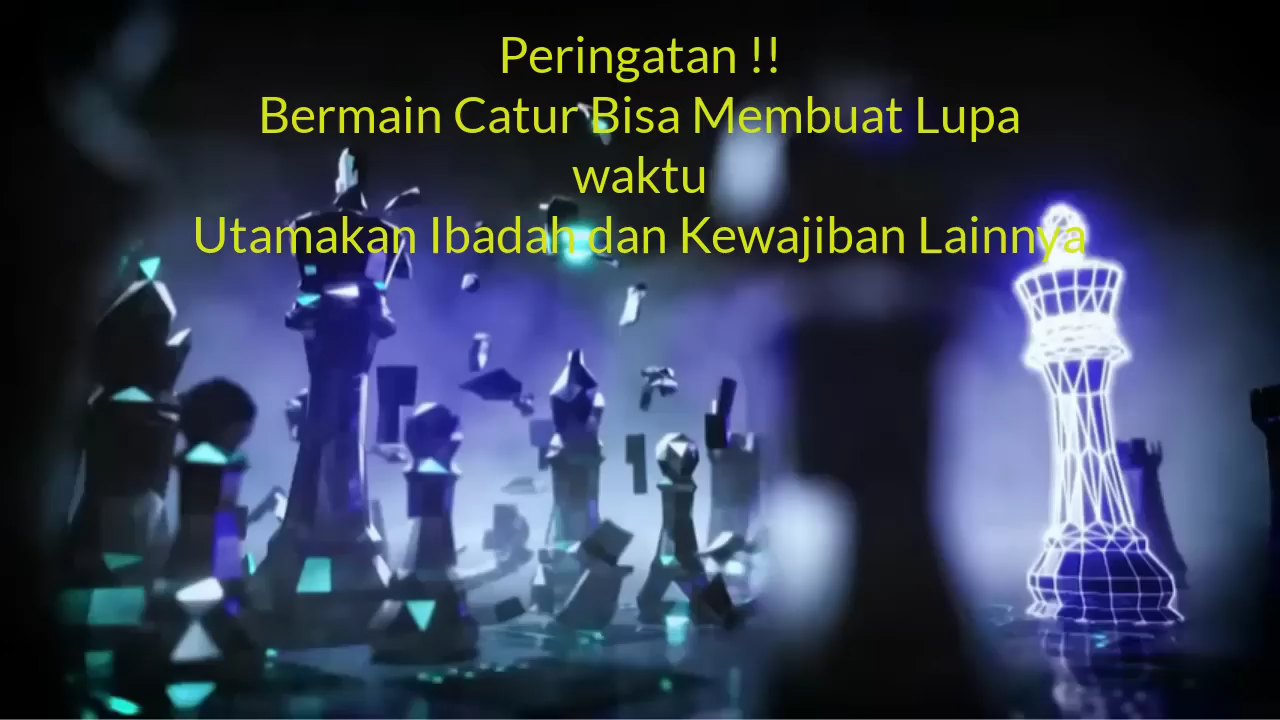 Peringatan !!
Bermain Catur Bisa Membuat Lupa
waktu
Utamakan Ibadah dan Kewajiban Lainnya